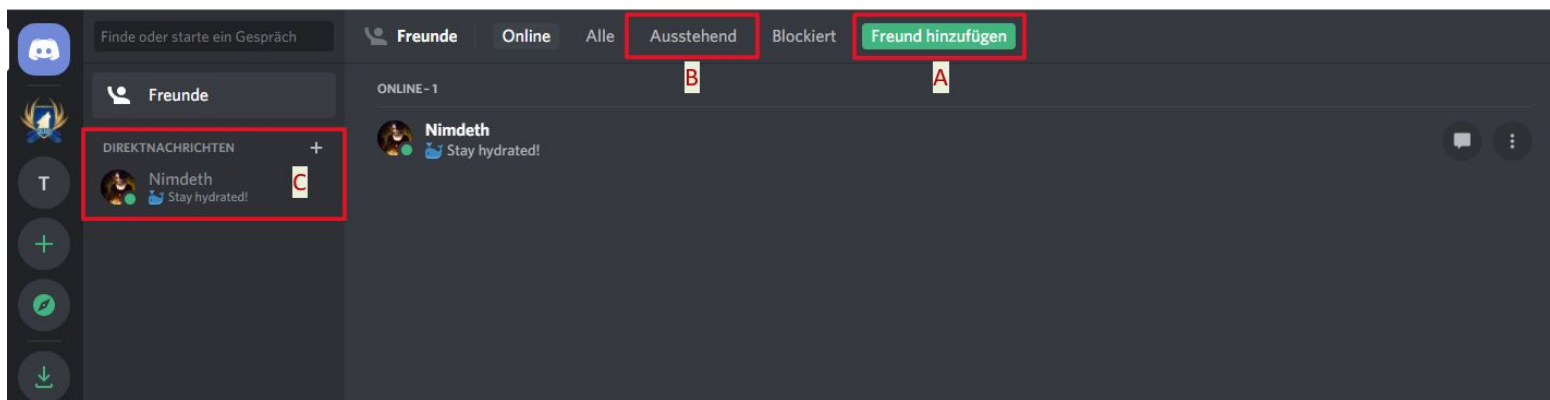 Finde oder starte ein Gespräch
Freunde Online Alle Ausstehend Blockiert Freund hinzufügen
B
A
Freunde
ONLINE – 1
Nimdeth
Stay hydrated!
DIREKTNACHRICHTEN +
Nimdeth
Stay hydrated!
C
T